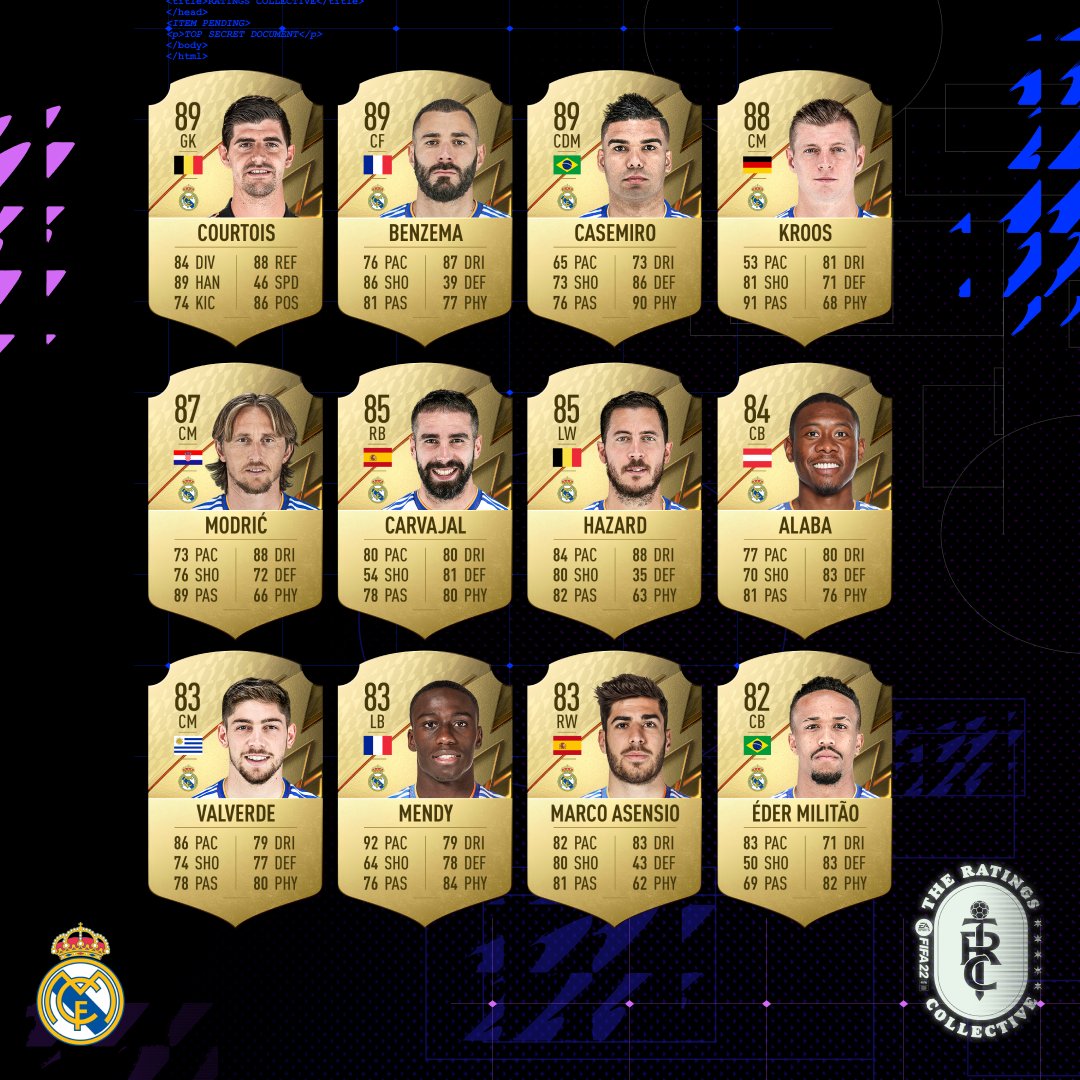 <title>RATINGS COLLECTIVE</title>
</head>
<ITEM PENDING>
<p>TOP SECRET DOCUMENT</p>
</body>
</html>
89
GK
COURTOIS
84 DIV 88 REF
89 HAN 46 SPD
74 KIC 86 POS
89
CF
BENZEMA
76 PAC 87 DRI
86 SHO 39 DEF
81 PAS 77 PHY
89
CDM
CASEMIRO
65 PAC 73 DRI
73 SHO 86 DEF
76 PAS 90 PHY
88
CM
KROOS
53 PAC 81 DRI
81 SHO 71 DEF
91 PAS 68 PHY
87
CM
MODRIĆ
73 PAC 88 DRI
76 SHO 72 DEF
89 PAS 66 PHY
85
RB
CARVAJAL
80 PAC 80 DRI
54 SHO 81 DEF
78 PAS 80 PHY
85
LW
HAZARD
84 PAC 88 DRI
80 SHO 35 DEF
82 PAS 63 PHY
84
CB
ALABA
77 PAC 80 DRI
70 SHO 83 DEF
81 PAS 76 PHY
83
CM
VALVERDE
86 PAC 79 DRI
74 SHO 77 DEF
78 PAS 80 PHY
83
LB
MENDY
92 PAC 79 DRI
64 SHO 78 DEF
76 PAS 84 PHY
83
RW
MARCO ASENSIO
82 PAC 83 DRI
80 SHO 43 DEF
81 PAS 62 PHY
82
CB
ÉDER MILITÃO
83 PAC 71 DRI
50 SHO 83 DEF
69 PAS 82 PHY
THE RATINGS
FIFA 22
TRC
COLLECTIVE